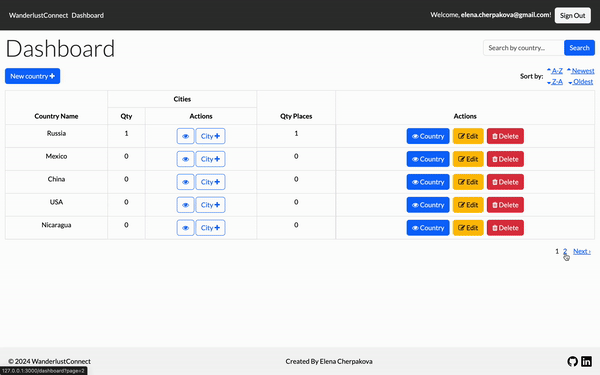 WanderlustConnect Dashboard
Welcome, elena.cherpakova@gmail.com! Sign Out
Dashboard
Search by country... Search
New country
Sort by: A-Z Newest
Z-A Oldest
Cities
Country Name Qty Actions Qty Places Actions
Russia 1 City 1 Country Edit Delete
Mexico 0 City 0 Country Edit Delete
China 0 City 0 Country Edit Delete
USA 0 City 0 Country Edit Delete
Nicaragua 0 City 0 Country Edit Delete
1 2 Next ›
© 2024 WanderlustConnect Created By Elena Cherpakova
127.0.0.1:3000/dashboard?page=2